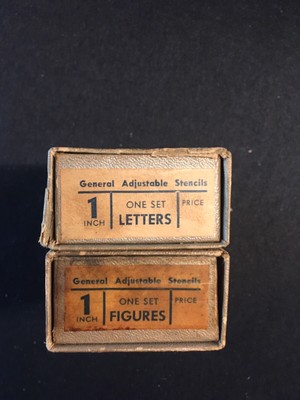 General Adjustable Stencils
1 INCH
ONE SET
LETTERS
PRICE
General Adjustable Stencils
1 INCH
ONE SET
FIGURES
PRICE